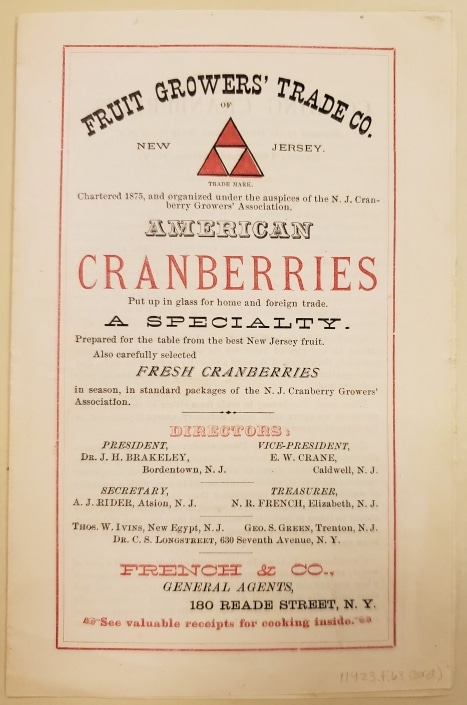 FRUIT GROWERS' TRADE CO.
OF
NEW JERSEY.
TRADE MARK.
Chartered 1875, and organized under the auspices of the N. J. Cran-
berry Growers' Association.
AMERICAN
CRANBERRIES
Put up in glass for home and foreign trade.
A SPECIALTY.
Prepared for the table from the best New Jersey fruit.
Also carefully selected
FRESH CRANBERRIES
in season, in standard packages of the N. J. Cranberry Growers'
Association.
DIRECTORS:
PRESIDENT, VICE-PRESIDENT,
DR. J. H. BRAKELEY, E. W. CRANE,
Bordentown, N. J. Caldwell, N. J.
SECRETARY, TREASURER,
A. J. RIDER, Atsion, N. J. N. R. FRENCH, Elizabeth, N. J.
THOS. W. IVINS, New Egypt, N. J. GEO. S. GREEN, Trenton, N. J.
DR. C. S. LONGSTREET, 630 Seventh Avenue, N. Y.
FRENCH & CO.,
GENERAL AGENTS,
180 READE STREET, N. Y.
See valuable receipts for cooking inside.
11923.F.63